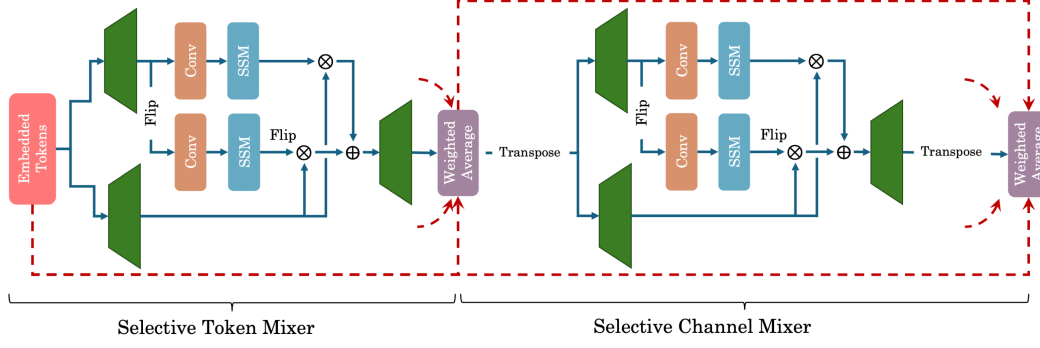 Embedded
Tokens
Flip
Conv
SSM
Conv
SSM
Flip
⊗
⊗
⊕
Weighted
Average
Transpose
Flip
Conv
SSM
Conv
SSM
Flip
⊗
⊗
⊕
Transpose
Weighted
Average
Selective Token Mixer
Selective Channel Mixer